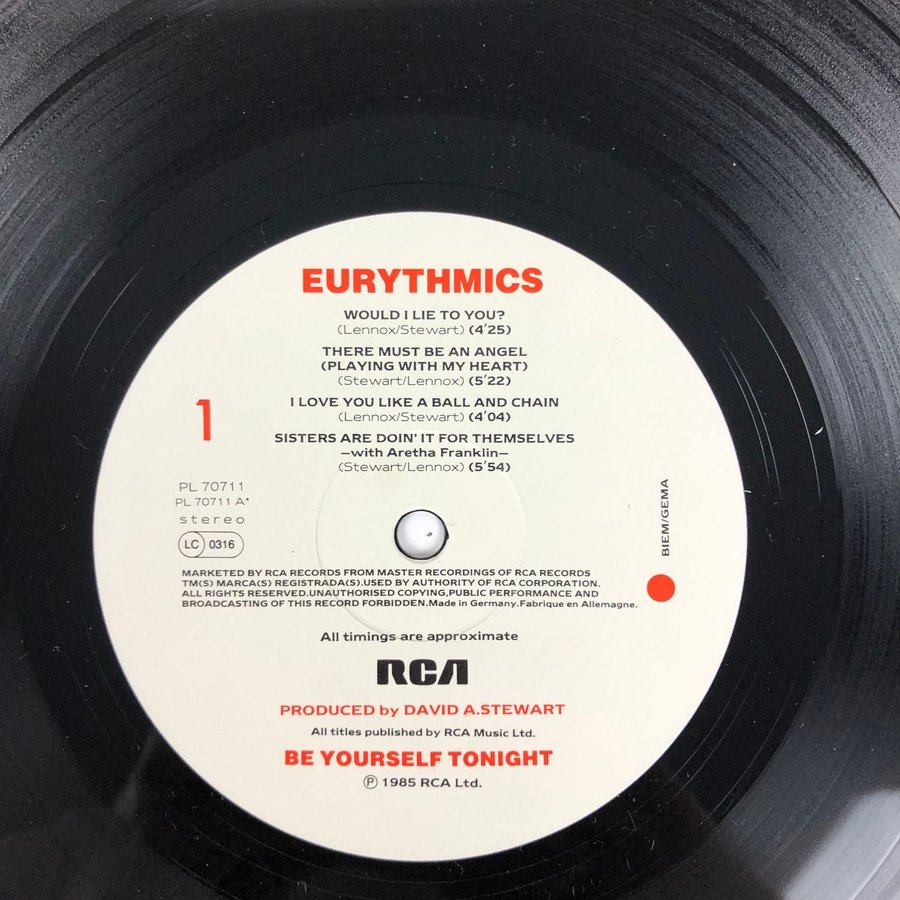 EURYTHMICS
WOULD I LIE TO YOU?
(Lennox/Stewart) (4'25)
THERE MUST BE AN ANGEL
(PLAYING WITH MY HEART)
(Stewart/Lennox) (5'22)
I LOVE YOU LIKE A BALL AND CHAIN
(Lennox/Stewart) (4'04)
SISTERS ARE DOIN' IT FOR THEMSELVES
—with Aretha Franklin—
(Stewart/Lennox) (5'54)
1
PL 70711
PL 70711 A*
stereo
LC 0316
BIEM/GEMA
MARKETED BY RCA RECORDS FROM MASTER RECORDINGS OF RCA RECORDS
TM(S) MARCA(S) REGISTRADA(S).USED BY AUTHORITY OF RCA CORPORATION.
ALL RIGHTS RESERVED.UNAUTHORISED COPYING,PUBLIC PERFORMANCE AND
BROADCASTING OF THIS RECORD FORBIDDEN.Made in Germany.Fabrique en Allemagne.
All timings are approximate
RCA
PRODUCED by DAVID A.STEWART
All titles published by RCA Music Ltd.
BE YOURSELF TONIGHT
Ⓟ 1985 RCA Ltd.